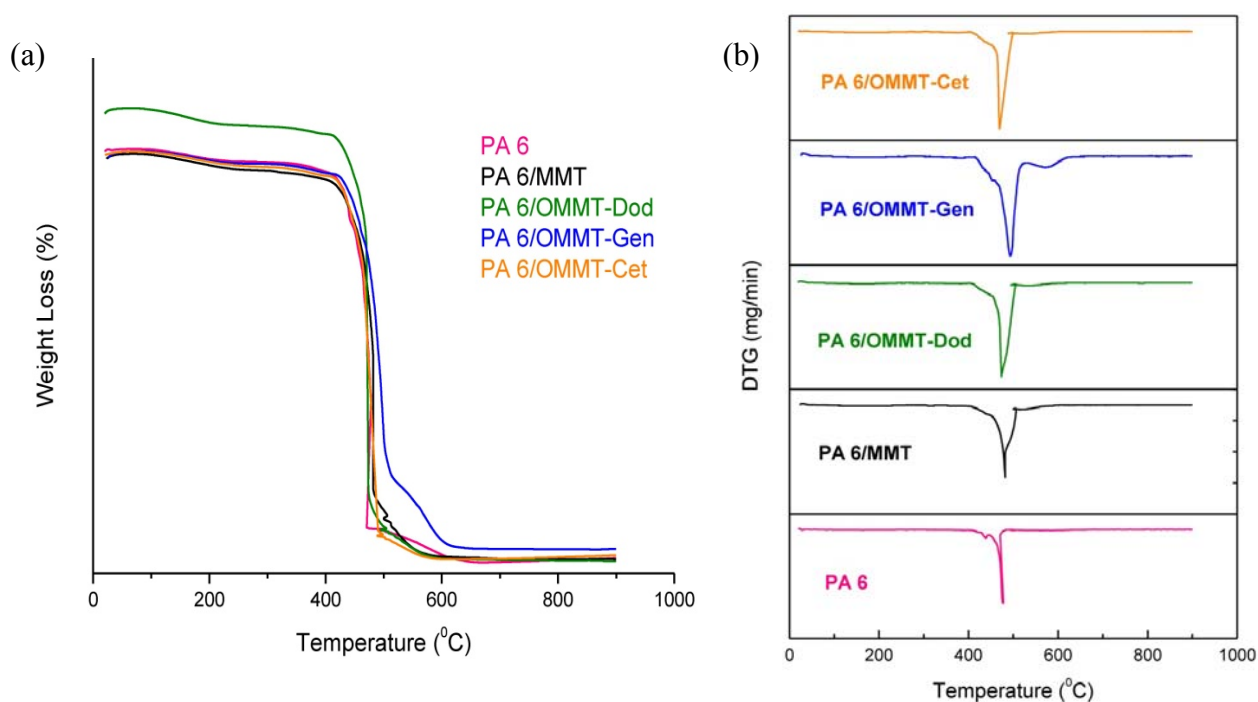 (a)
Weight Loss (%)
PA 6
PA 6/MMT
PA 6/OMMT-Dod
PA 6/OMMT-Gen
PA 6/OMMT-Cet
0 200 400 600 800 1000
Temperature (⁰C)
(b)
DTG (mg/min)
PA 6/OMMT-Cet
PA 6/OMMT-Gen
PA 6/OMMT-Dod
PA 6/MMT
PA 6
0 200 400 600 800 1000
Temperature (⁰C)